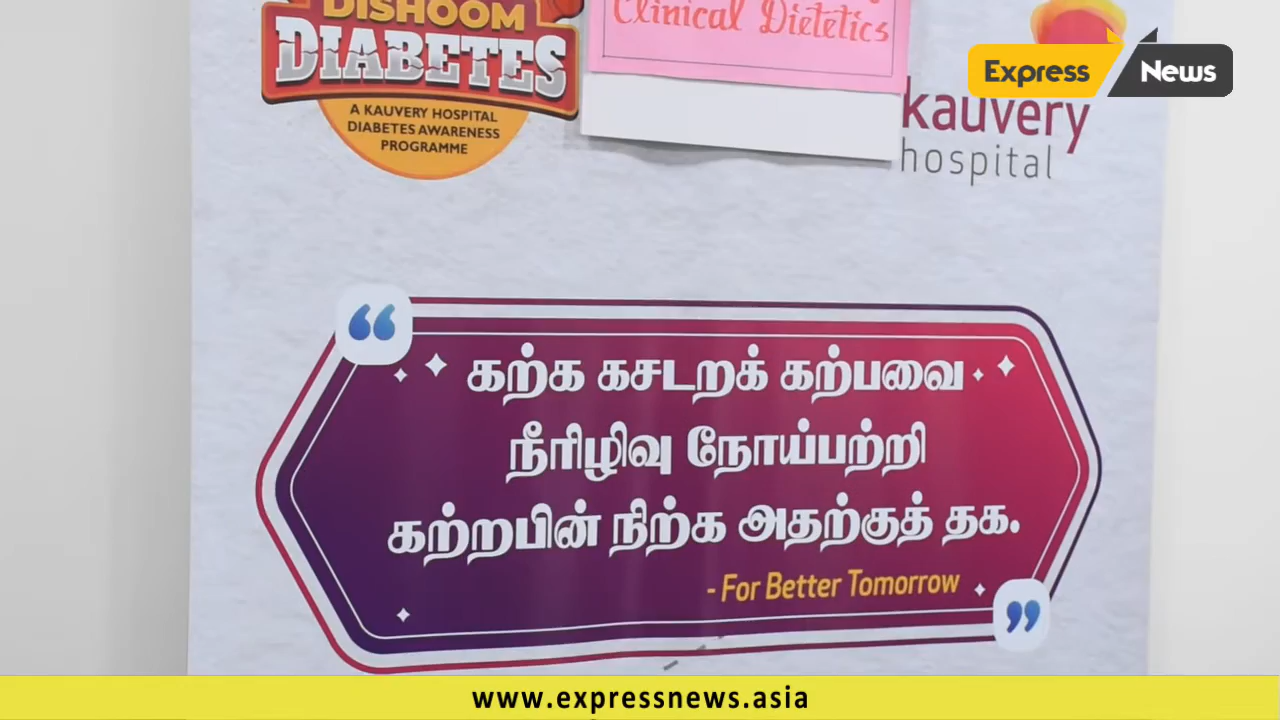 DISHOOM
DIABETES
A KAUVERY HOSPITAL
DIABETES AWARENESS
PROGRAMME
Clinical Dietetics
Express News
kauvery
hospital
“
கற்க கசடறக் கற்பவை
நீரிழிவு நோய்பற்றி
கற்றபின் நிற்க அதற்குத் தக.
- For Better Tomorrow
”
www.expressnews.asia